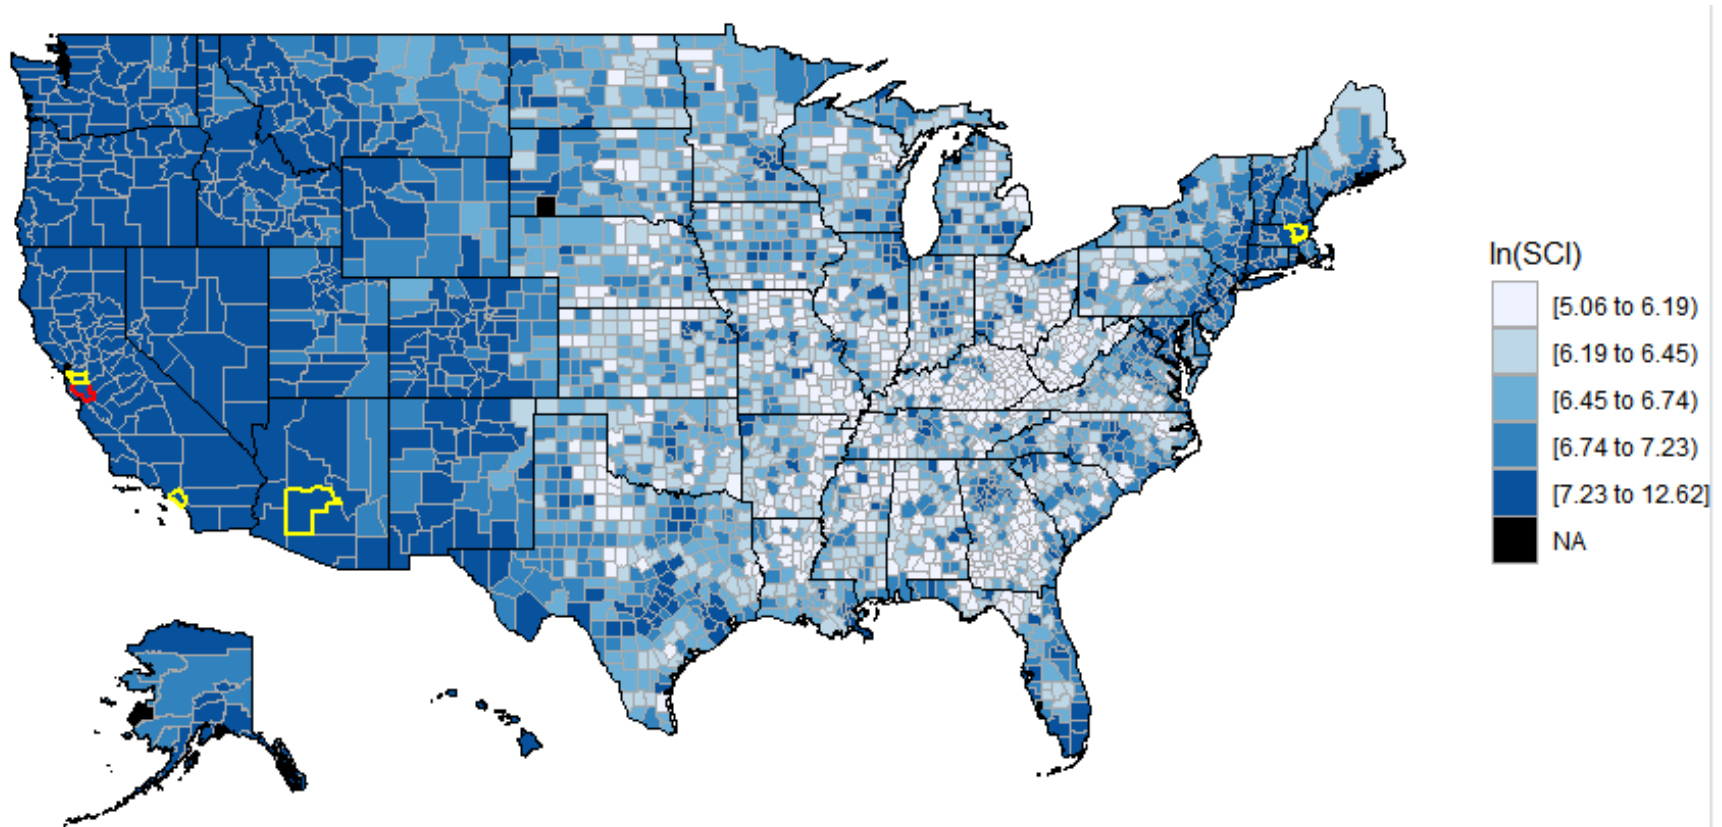 ln(SCI)
[5.06 to 6.19)
[6.19 to 6.45)
[6.45 to 6.74)
[6.74 to 7.23)
[7.23 to 12.62]
NA